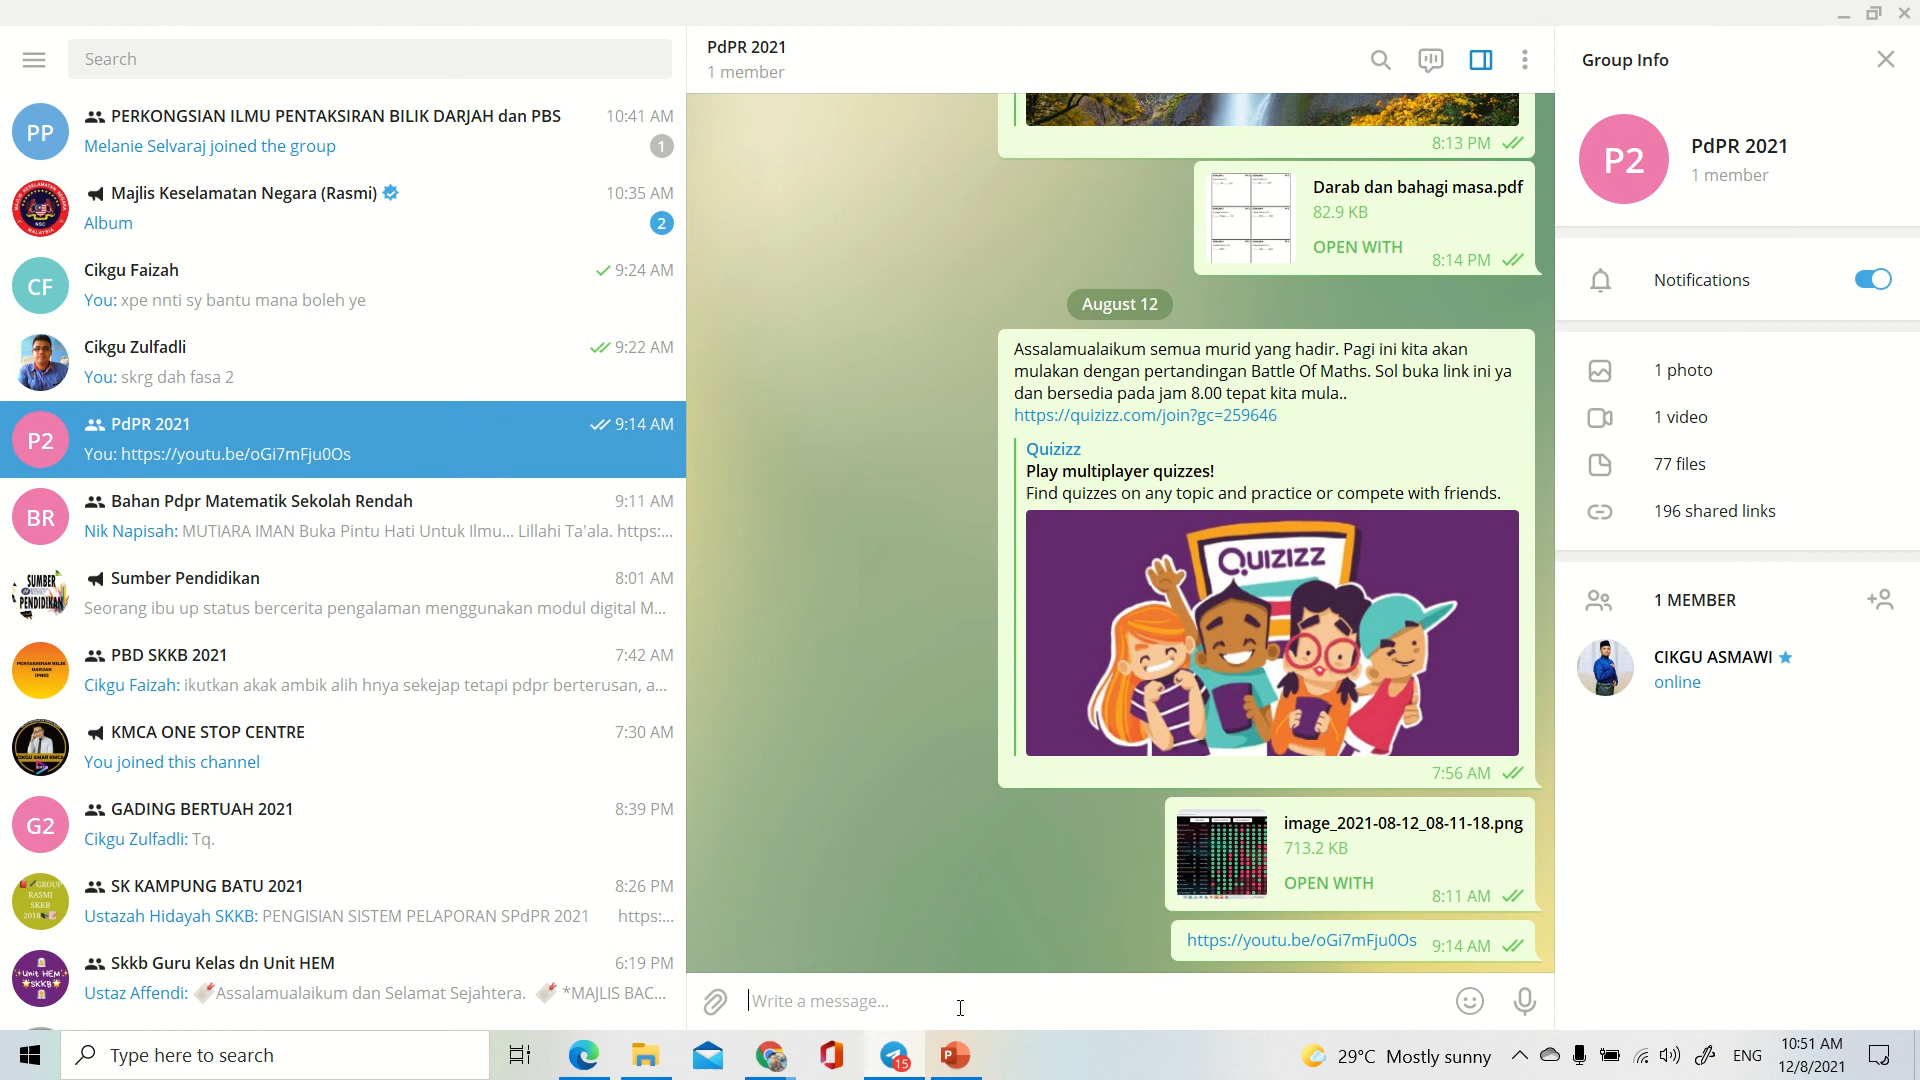 Search
PP
PERKONGSIAN ILMU PENTAKSIRAN BILIK DARJAH dan PBS
10:41 AM
Melanie Selvaraj joined the group
1
Majlis Keselamatan Negara (Rasmi)
10:35 AM
Album
2
CF
Cikgu Faizah
9:24 AM
You: xpe nnti sy bantu mana boleh ye
Cikgu Zulfadli
9:22 AM
You: skrg dah fasa 2
P2
PdPR 2021
9:14 AM
You: https://youtu.be/oGi7mFju0Os
BR
Bahan Pdpr Matematik Sekolah Rendah
9:11 AM
Nik Napisah: MUTIARA IMAN Buka Pintu Hati Untuk Ilmu... Lillahi Ta'ala. https:...
SUMBER
PENDIDIKAN
Sumber Pendidikan
8:01 AM
Seorang ibu up status bercerita pengalaman menggunakan modul digital M...
PBD SKKB 2021
7:42 AM
Cikgu Faizah: ikutkan akak ambik alih hnya sekejap tetapi pdpr berterusan, a...
KMCA ONE STOP CENTRE
7:30 AM
You joined this channel
G2
GADING BERTUAH 2021
8:39 PM
Cikgu Zulfadli: Tq.
SK KAMPUNG BATU 2021
8:26 PM
Ustazah Hidayah SKKB: PENGISIAN SISTEM PELAPORAN SPdPR 2021 https:...
Skkb Guru Kelas dn Unit HEM
6:19 PM
Ustaz Affendi: Assalamualaikum dan Selamat Sejahtera. *MAJLIS BAC...
PdPR 2021
1 member
8:13 PM
Darab dan bahagi masa.pdf
82.9 KB
OPEN WITH
8:14 PM
August 12
Assalamualaikum semua murid yang hadir. Pagi ini kita akan
mulakan dengan pertandingan Battle Of Maths. Sol buka link ini ya
dan bersedia pada jam 8.00 tepat kita mula..
https://quizizz.com/join?gc=259646
Quizizz
Play multiplayer quizzes!
Find quizzes on any topic and practice or compete with friends.
QUIZIZZ
7:56 AM
image_2021-08-12_08-11-18.png
713.2 KB
OPEN WITH
8:11 AM
https://youtu.be/oGi7mFju0Os
9:14 AM
Write a message...
Group Info
P2
PdPR 2021
1 member
Notifications
1 photo
1 video
77 files
196 shared links
1 MEMBER
CIKGU ASMAWI
online
Type here to search
15
29°C Mostly sunny
ENG
10:51 AM
12/8/2021